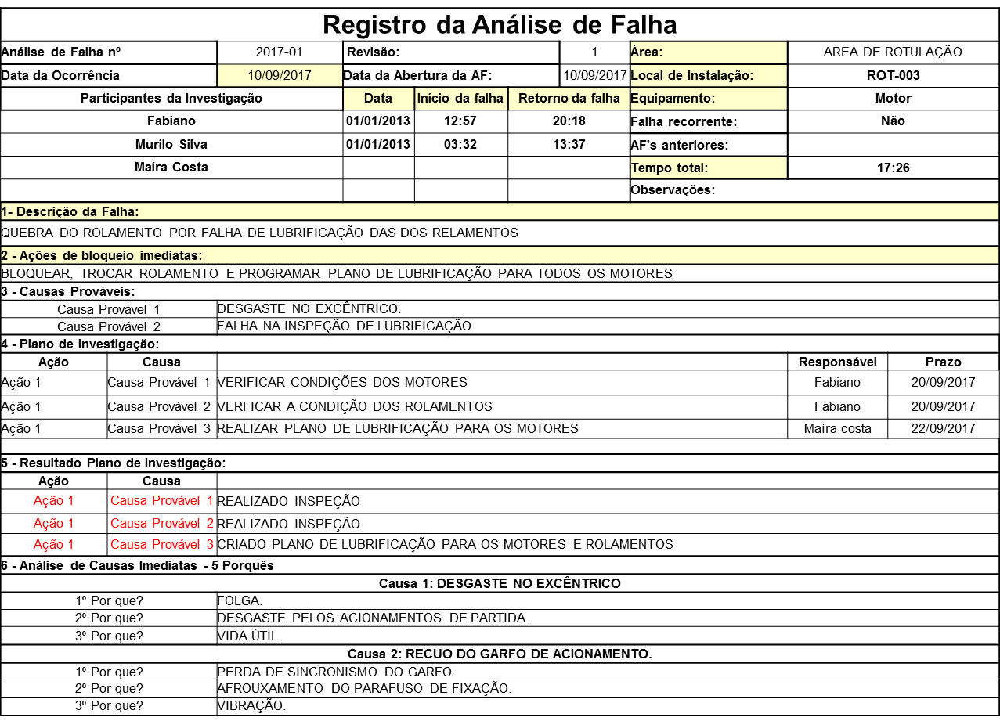 Registro da Análise de Falha
Análise de Falha nº 2017-01 Revisão: 1 Área: AREA DE ROTULAÇÃO
Data da Ocorrência 10/09/2017 Data da Abertura da AF: 10/09/2017 Local de Instalação: ROT-003
Participantes da Investigação Data Início da falha Retorno da falha Equipamento: Motor
Fabiano 01/01/2013 12:57 20:18 Falha recorrente: Não
Murilo Silva 01/01/2013 03:32 13:37 AF's anteriores:
Maíra Costa Tempo total: 17:26
Observações:
1- Descrição da Falha:
QUEBRA DO ROLAMENTO POR FALHA DE LUBRIFICAÇÃO DAS DOS RELAMENTOS
2 - Ações de bloqueio imediatas:
BLOQUEAR, TROCAR ROLAMENTO E PROGRAMAR PLANO DE LUBRIFICAÇÃO PARA TODOS OS MOTORES
3 - Causas Prováveis:
Causa Provável 1 DESGASTE NO EXCÊNTRICO.
Causa Provável 2 FALHA NA INSPEÇÃO DE LUBRIFICAÇÃO
4 - Plano de Investigação:
Ação Causa Responsável Prazo
Ação 1 Causa Provável 1 VERIFICAR CONDIÇÕES DOS MOTORES Fabiano 20/09/2017
Ação 1 Causa Provável 2 VERFICAR A CONDIÇÃO DOS ROLAMENTOS Fabiano 20/09/2017
Ação 1 Causa Provável 3 REALIZAR PLANO DE LUBRIFICAÇÃO PARA OS MOTORES Maíra costa 22/09/2017
5 - Resultado Plano de Investigação:
Ação Causa
Ação 1 Causa Provável 1 REALIZADO INSPEÇÃO
Ação 1 Causa Provável 2 REALIZADO INSPEÇÃO
Ação 1 Causa Provável 3 CRIADO PLANO DE LUBRIFICAÇÃO PARA OS MOTORES E ROLAMENTOS
6 - Análise de Causas Imediatas - 5 Porquês
Causa 1: DESGASTE NO EXCÊNTRICO
1º Por que? FOLGA.
2º Por que? DESGASTE PELOS ACIONAMENTOS DE PARTIDA.
3º Por que? VIDA ÚTIL.
Causa 2: RECUO DO GARFO DE ACIONAMENTO.
1º Por que? PERDA DE SINCRONISMO DO GARFO.
2º Por que? AFROUXAMENTO DO PARAFUSO DE FIXAÇÃO.
3º Por que? VIBRAÇÃO.